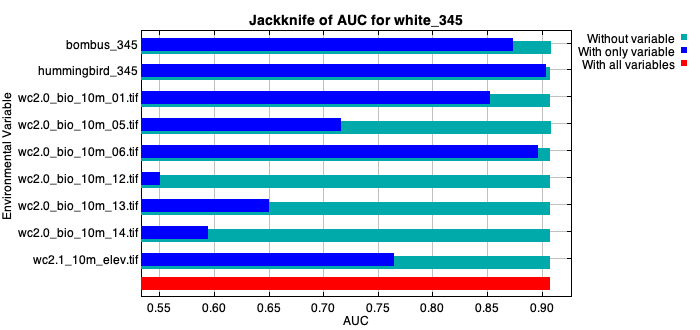 Jackknife of AUC for white_345
Without variable
With only variable
With all variables
Environmental Variable
bombus_345
hummingbird_345
wc2.0_bio_10m_01.tif
wc2.0_bio_10m_05.tif
wc2.0_bio_10m_06.tif
wc2.0_bio_10m_12.tif
wc2.0_bio_10m_13.tif
wc2.0_bio_10m_14.tif
wc2.1_10m_elev.tif
0.55 0.60 0.65 0.70 0.75 0.80 0.85 0.90
AUC